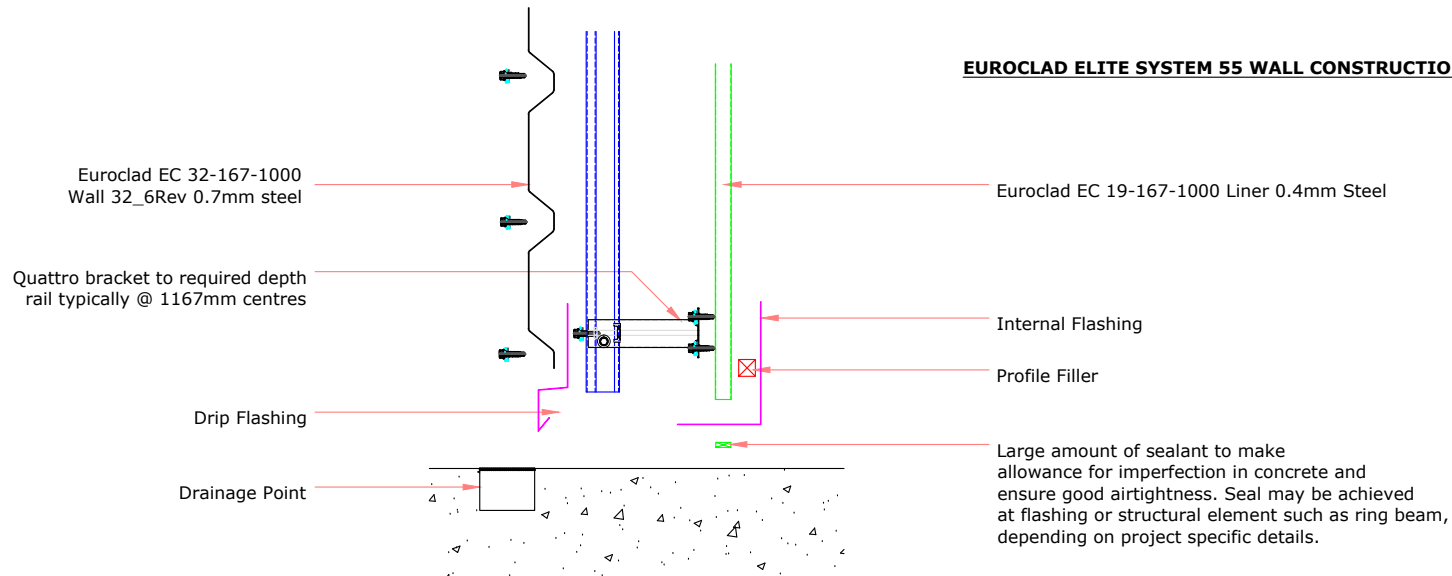 EUROCLAD ELITE SYSTEM 55 WALL CONSTRUCTIO
Euroclad EC 32-167-1000
Wall 32_6Rev 0.7mm steel
Quattro bracket to required depth
rail typically @ 1167mm centres
Drip Flashing
Drainage Point
Euroclad EC 19-167-1000 Liner 0.4mm Steel
Internal Flashing
Profile Filler
Large amount of sealant to make
allowance for imperfection in concrete and
ensure good airtightness. Seal may be achieved
at flashing or structural element such as ring beam,
depending on project specific details.